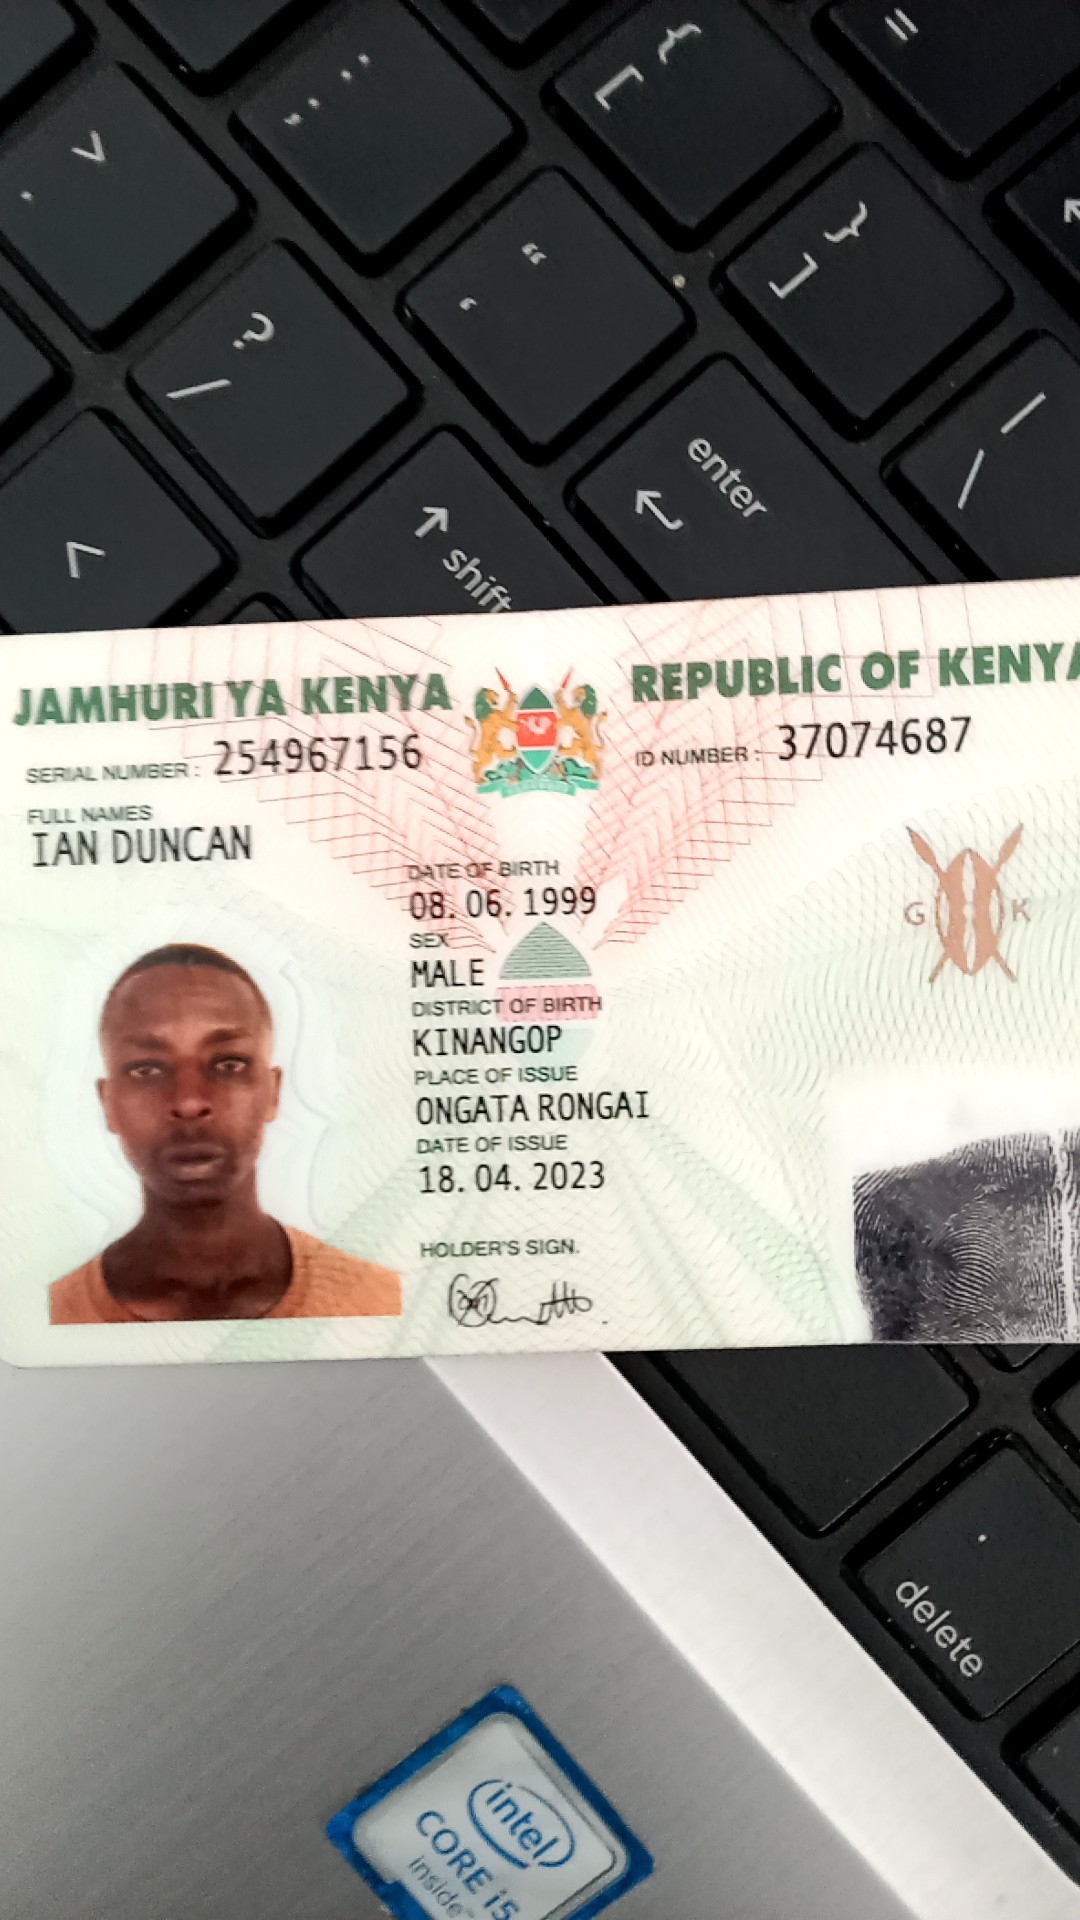 . >
; :
[ {
=
/ ?
' "
] }
\ |
<
shift
enter
JAMHURI YA KENYA
REPUBLIC OF KENYA
SERIAL NUMBER: 254967156
ID NUMBER: 37074687
FULL NAMES
IAN DUNCAN
DATE OF BIRTH
08. 06. 1999
SEX
MALE
DISTRICT OF BIRTH
KINANGOP
PLACE OF ISSUE
ONGATA RONGAI
DATE OF ISSUE
18. 04. 2023
HOLDER'S SIGN.
G K
.
delete
intel
CORE i5
inside™